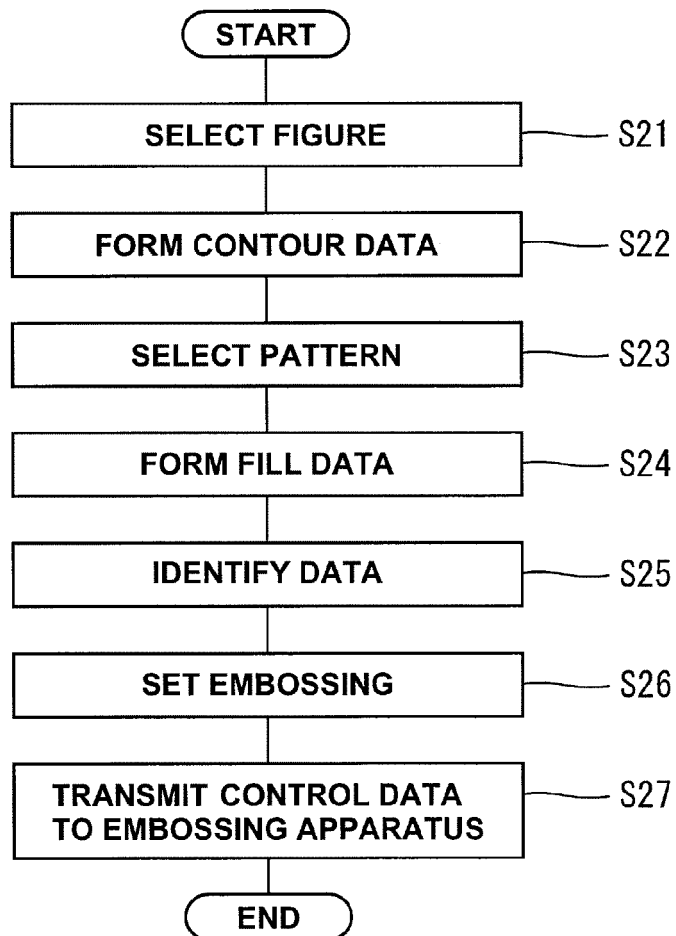 START
SELECT FIGURE S21
FORM CONTOUR DATA S22
SELECT PATTERN S23
FORM FILL DATA S24
IDENTIFY DATA S25
SET EMBOSSING S26
TRANSMIT CONTROL DATA S27
TO EMBOSSING APPARATUS
END